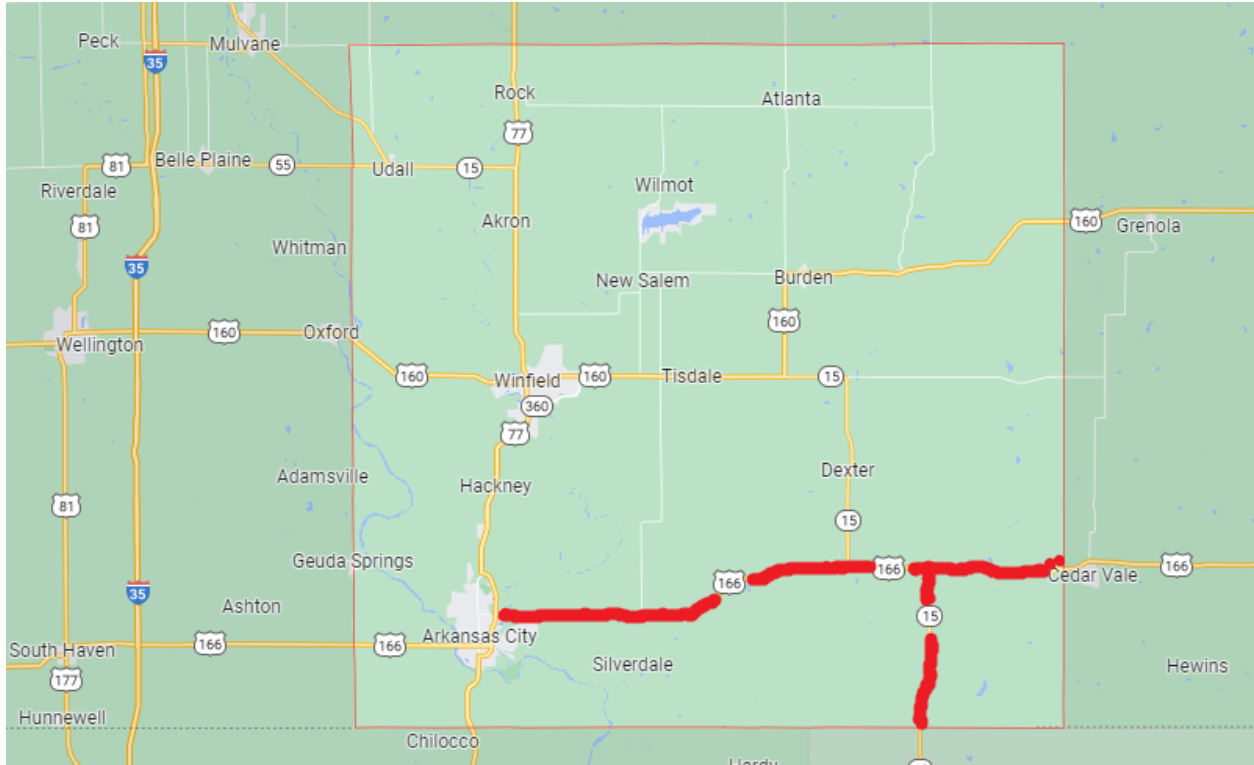 Peck
Mulvane
35
Rock
Atlanta
77
Belle Plaine
81
55
Udall
15
Riverdale
Wilmot
81
Akron
160
Grenola
Whitman
35
New Salem
Burden
160
160
Oxford
Wellington
160
Winfield
160
Tisdale
15
360
77
Dexter
Adamsville
Hackney
81
15
Geuda Springs
166
166
Cedar Vale
166
35
Ashton
15
Arkansas City
166
166
South Haven
Silverdale
Hewins
177
Hunnewell
Chilocco